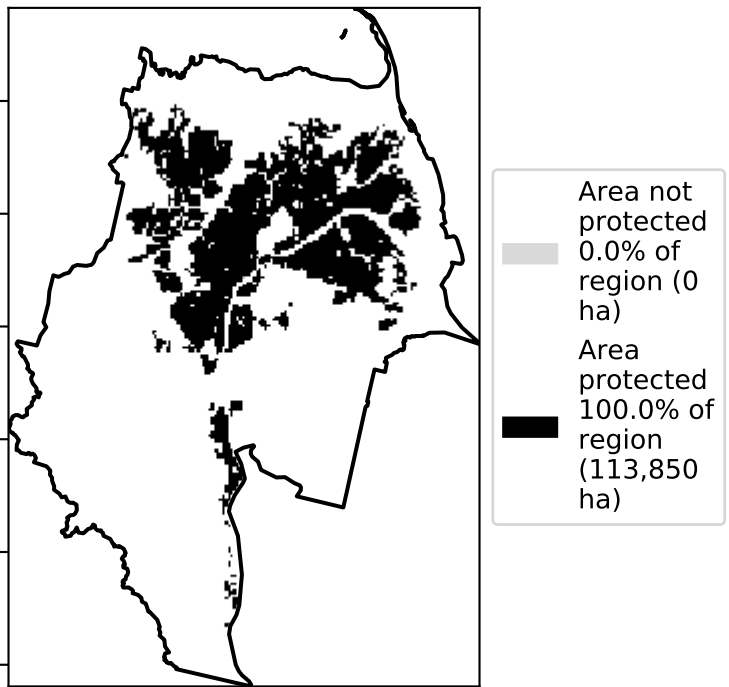 Area not
protected
0.0% of
region (0
ha)
Area
protected
100.0% of
region
(113,850
ha)